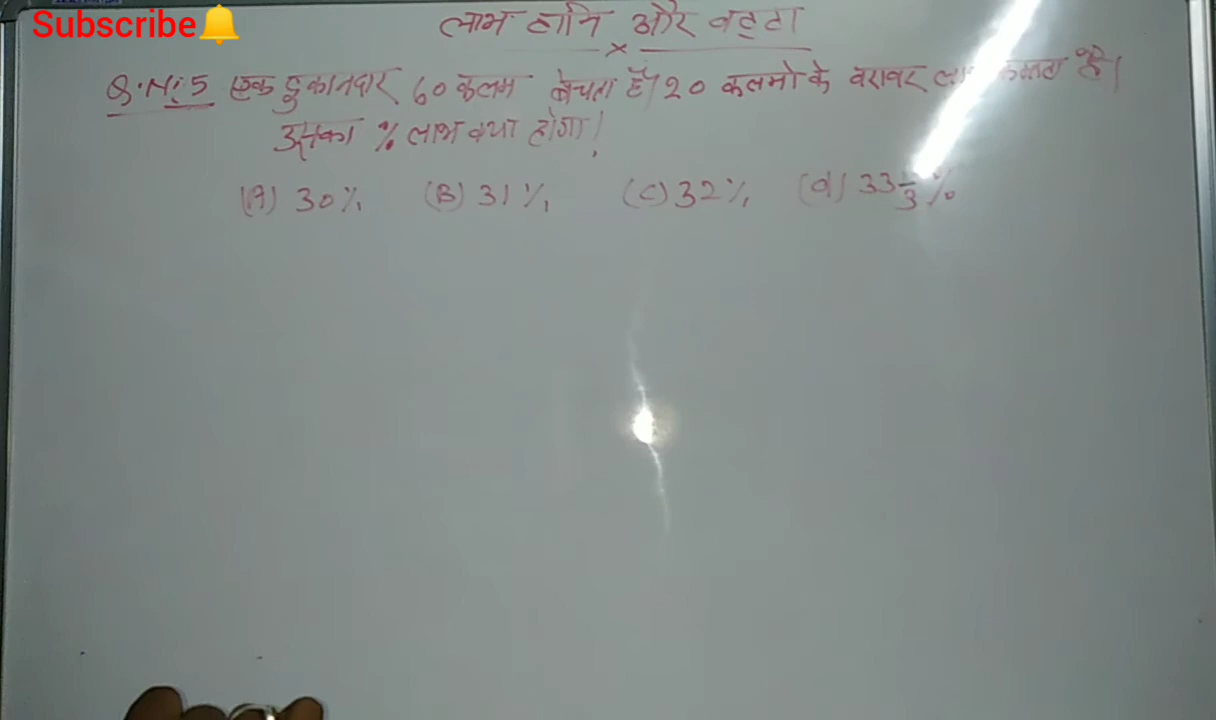 Subscribe
लाभ हानि और बट्टा
Q.N: 5 एक दुकानदार 60 कलम बेचता है। 20 कलमो के बरावर है।
उसका % लाभ क्या होगा!
(A) 30% (B) 31% (C) 32% (d) 33 1/3 %